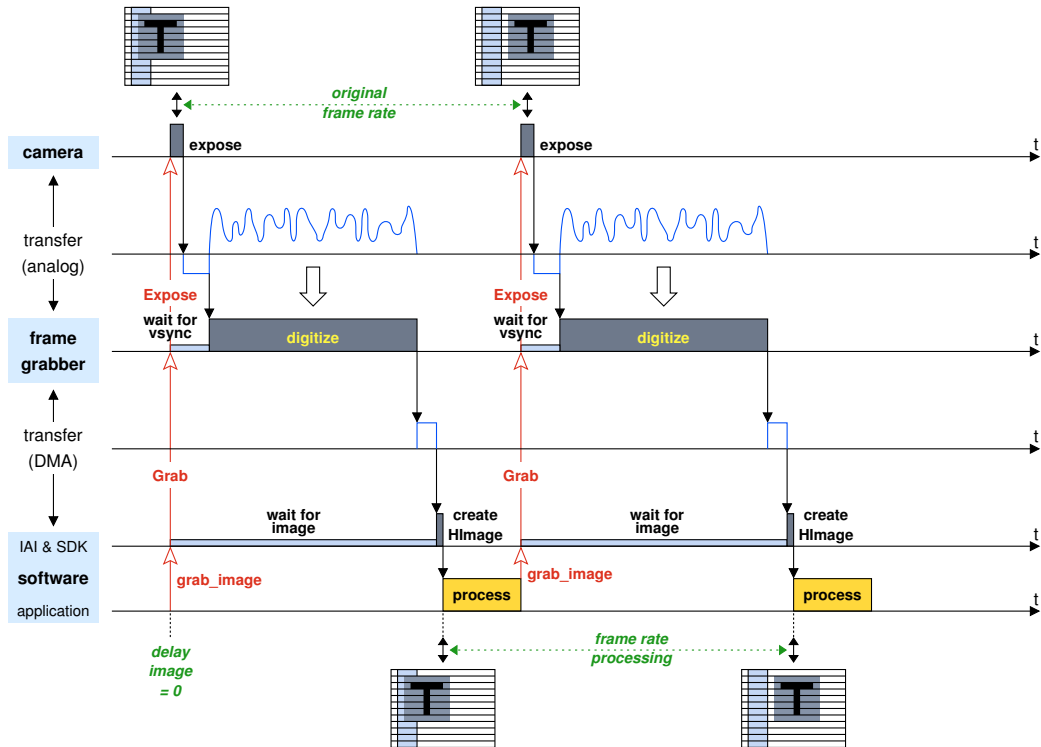 T
T
original
frame rate
camera
expose
expose
t
transfer
(analog)
t
Expose
Expose
frame
grabber
wait for
vsync
digitize
wait for
vsync
digitize
t
transfer
(DMA)
t
Grab
Grab
IAI & SDK
software
application
wait for
image
create
HImage
wait for
image
create
HImage
t
grab_image
process
grab_image
process
t
delay
image
= 0
frame rate
processing
T
T